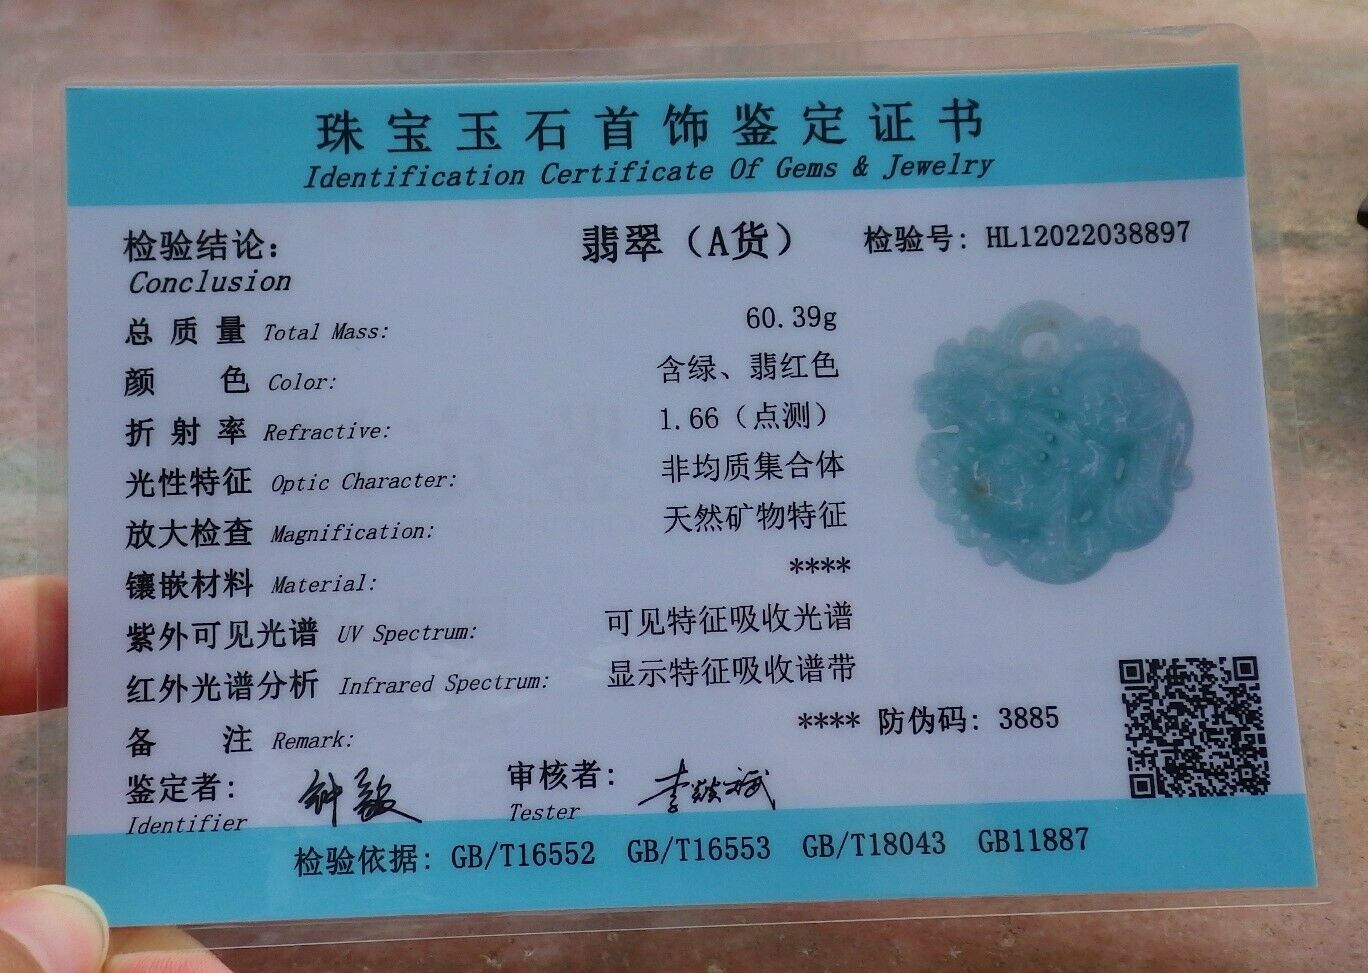 珠宝玉石首饰鉴定证书
Identification Certificate Of Gems & Jewelry
检验结论: 翡翠（A货） 检验号: HL12022038897
Conclusion
总质量 Total Mass: 60.39g
颜色 Color: 含绿、翡红色
折射率 Refractive: 1.66（点测）
光性特征 Optic Character: 非均质集合体
放大检查 Magnification: 天然矿物特征
镶嵌材料 Material: ****
紫外可见光谱 UV Spectrum: 可见特征吸收光谱
红外光谱分析 Infrared Spectrum: 显示特征吸收谱带
备注 Remark: **** 防伪码: 3885
鉴定者: 钟敏 审核者:
Identifier Tester
检验依据: GB/T16552 GB/T16553 GB/T18043 GB11887